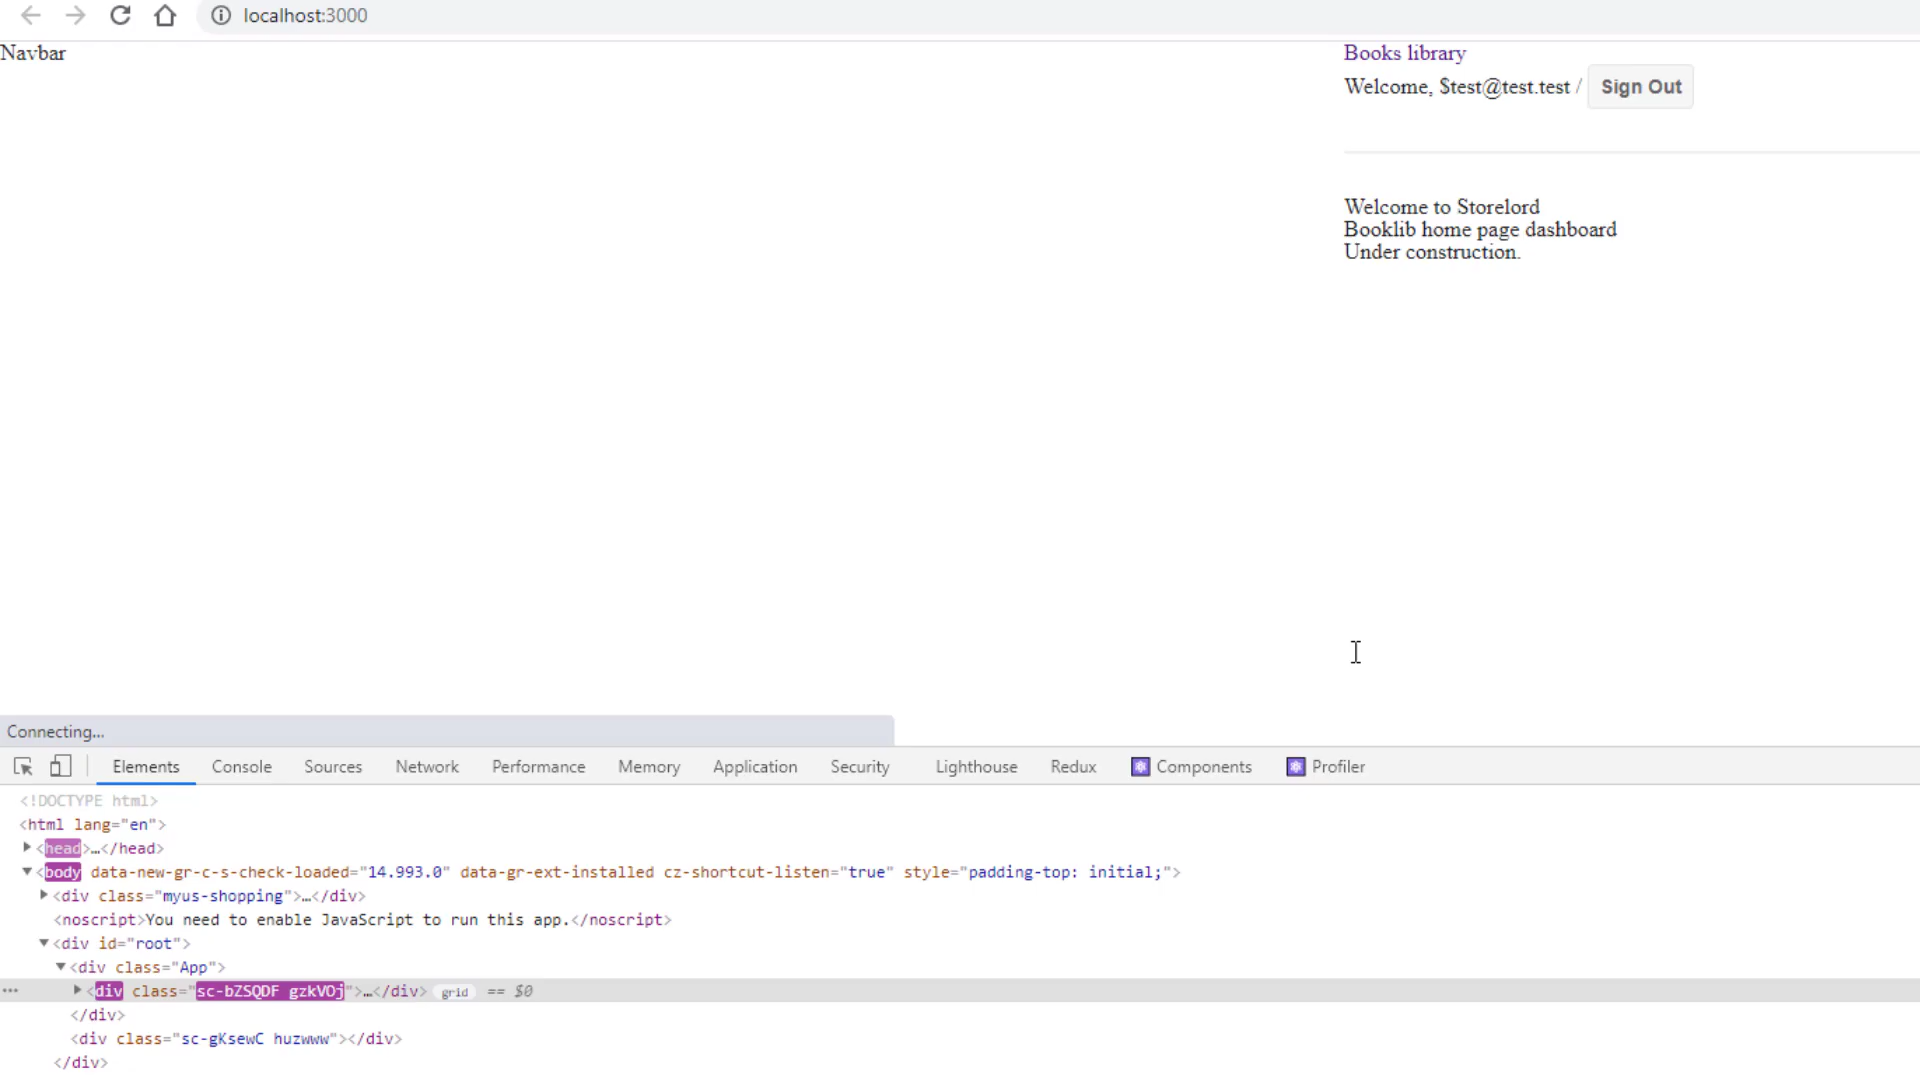 localhost:3000
Navbar
Books library
Welcome, $test@test.test / Sign Out
Welcome to Storelord
Booklib home page dashboard
Under construction.
Connecting...
Elements Console Sources Network Performance Memory Application Security Lighthouse Redux Components Profiler
<!DOCTYPE html>
<html lang="en">
<head>…</head>
<body data-new-gr-c-s-check-loaded="14.993.0" data-gr-ext-installed cz-shortcut-listen="true" style="padding-top: initial;">
<div class="myus-shopping">…</div>
<noscript>You need to enable JavaScript to run this app.</noscript>
<div id="root">
<div class="App">
… <div class="sc-bZSQDF gzkVOj">…</div> grid == $0
</div>
<div class="sc-gKsewC huzwww"></div>
</div>